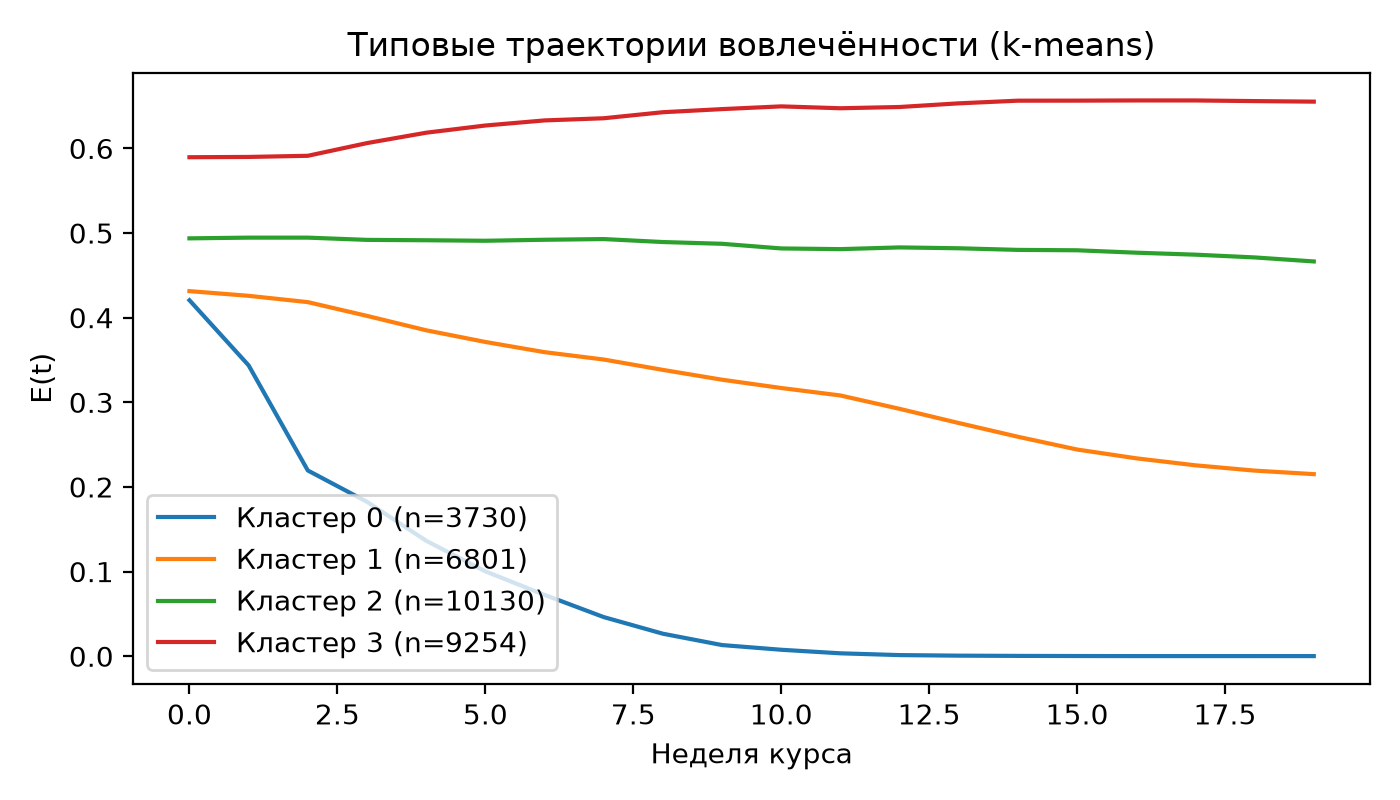 Типовые траектории вовлечённости (k-means)
E(t)
0.6
0.5
0.4
0.3
0.2
0.1
0.0
Кластер 0 (n=3730)
Кластер 1 (n=6801)
Кластер 2 (n=10130)
Кластер 3 (n=9254)
0.0 2.5 5.0 7.5 10.0 12.5 15.0 17.5
Неделя курса